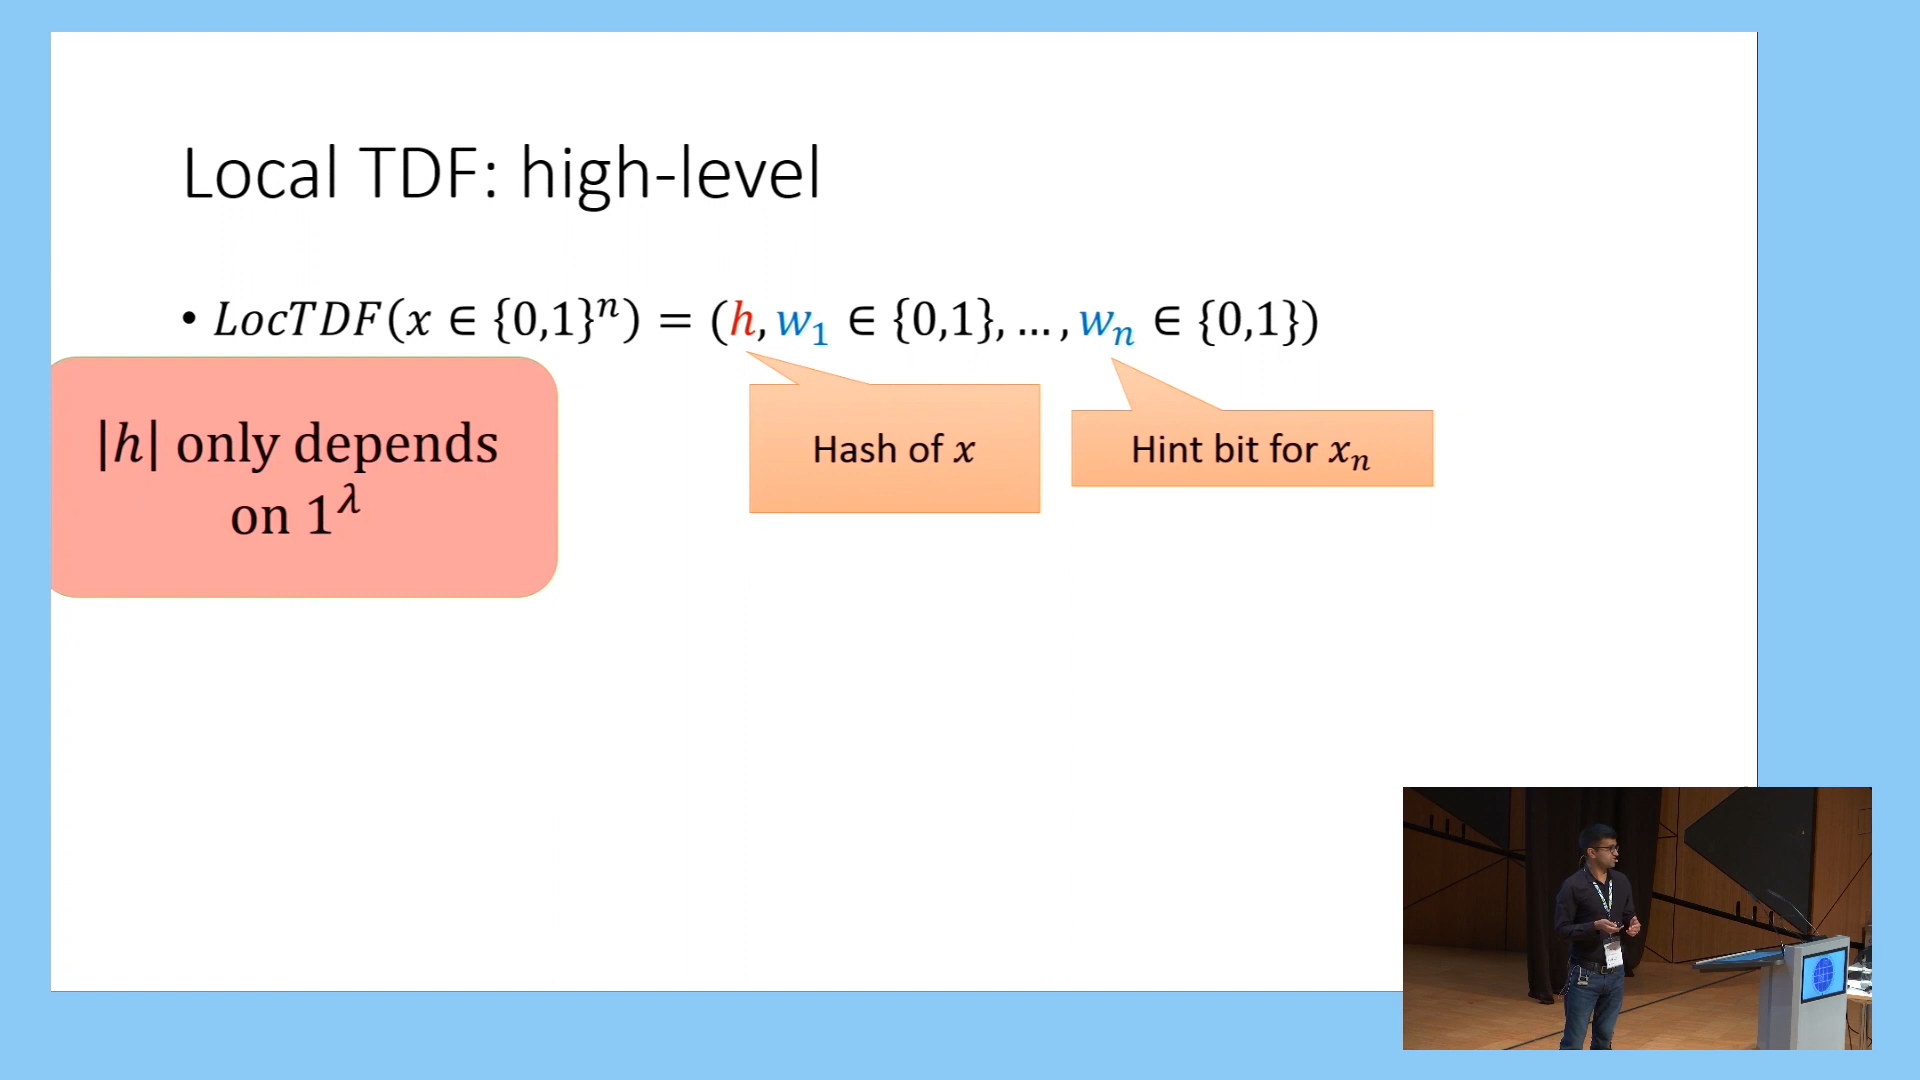 Local TDF: high-level
• LocTDF(x ∈ {0,1}ⁿ) = (h, w₁ ∈ {0,1}, … , wₙ ∈ {0,1})
|h| only depends
on 1^λ
Hash of x
Hint bit for xₙ